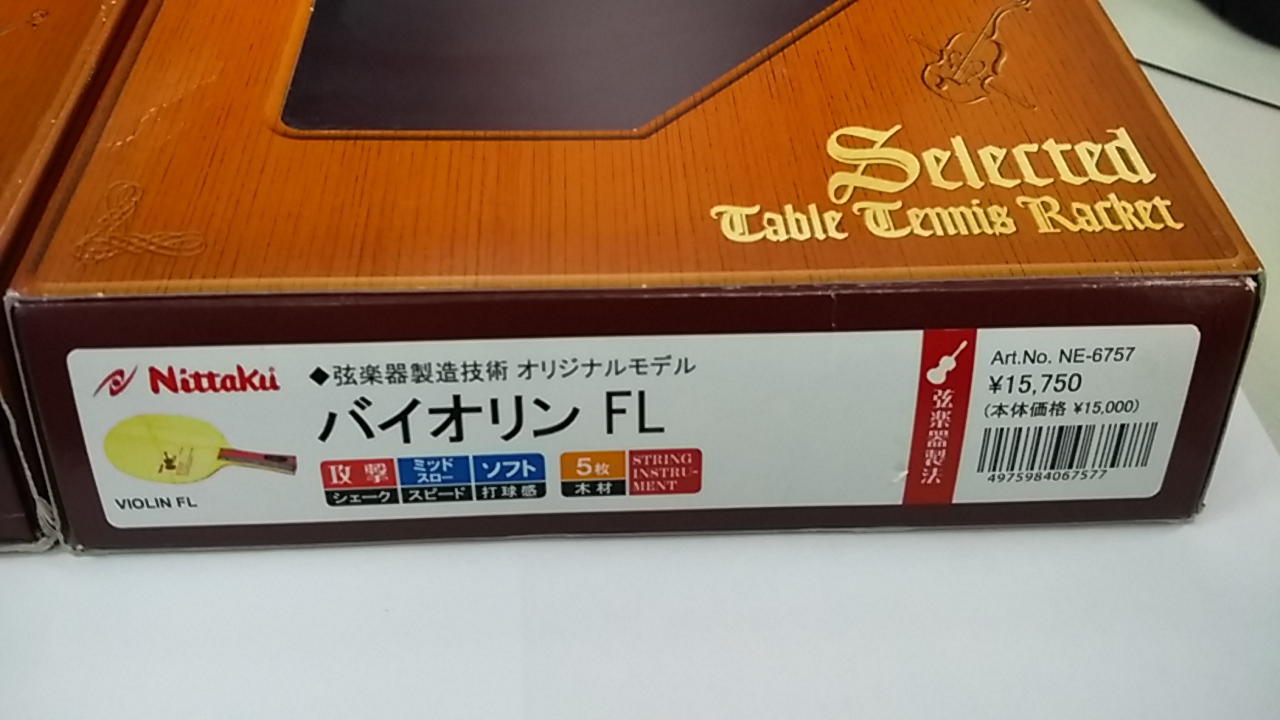 Selected
Table Tennis Racket
Nittaku
VIOLIN FL
◆弦楽器製造技術 オリジナルモデル
バイオリン FL
攻撃
シェーク
ミッド
スロー
スピード
ソフト
打球感
5枚
木材
STRING
INSTRU-
MENT
弦楽器製法
Art.No. NE-6757
¥15,750
(本体価格 ¥15,000)
4975984067577